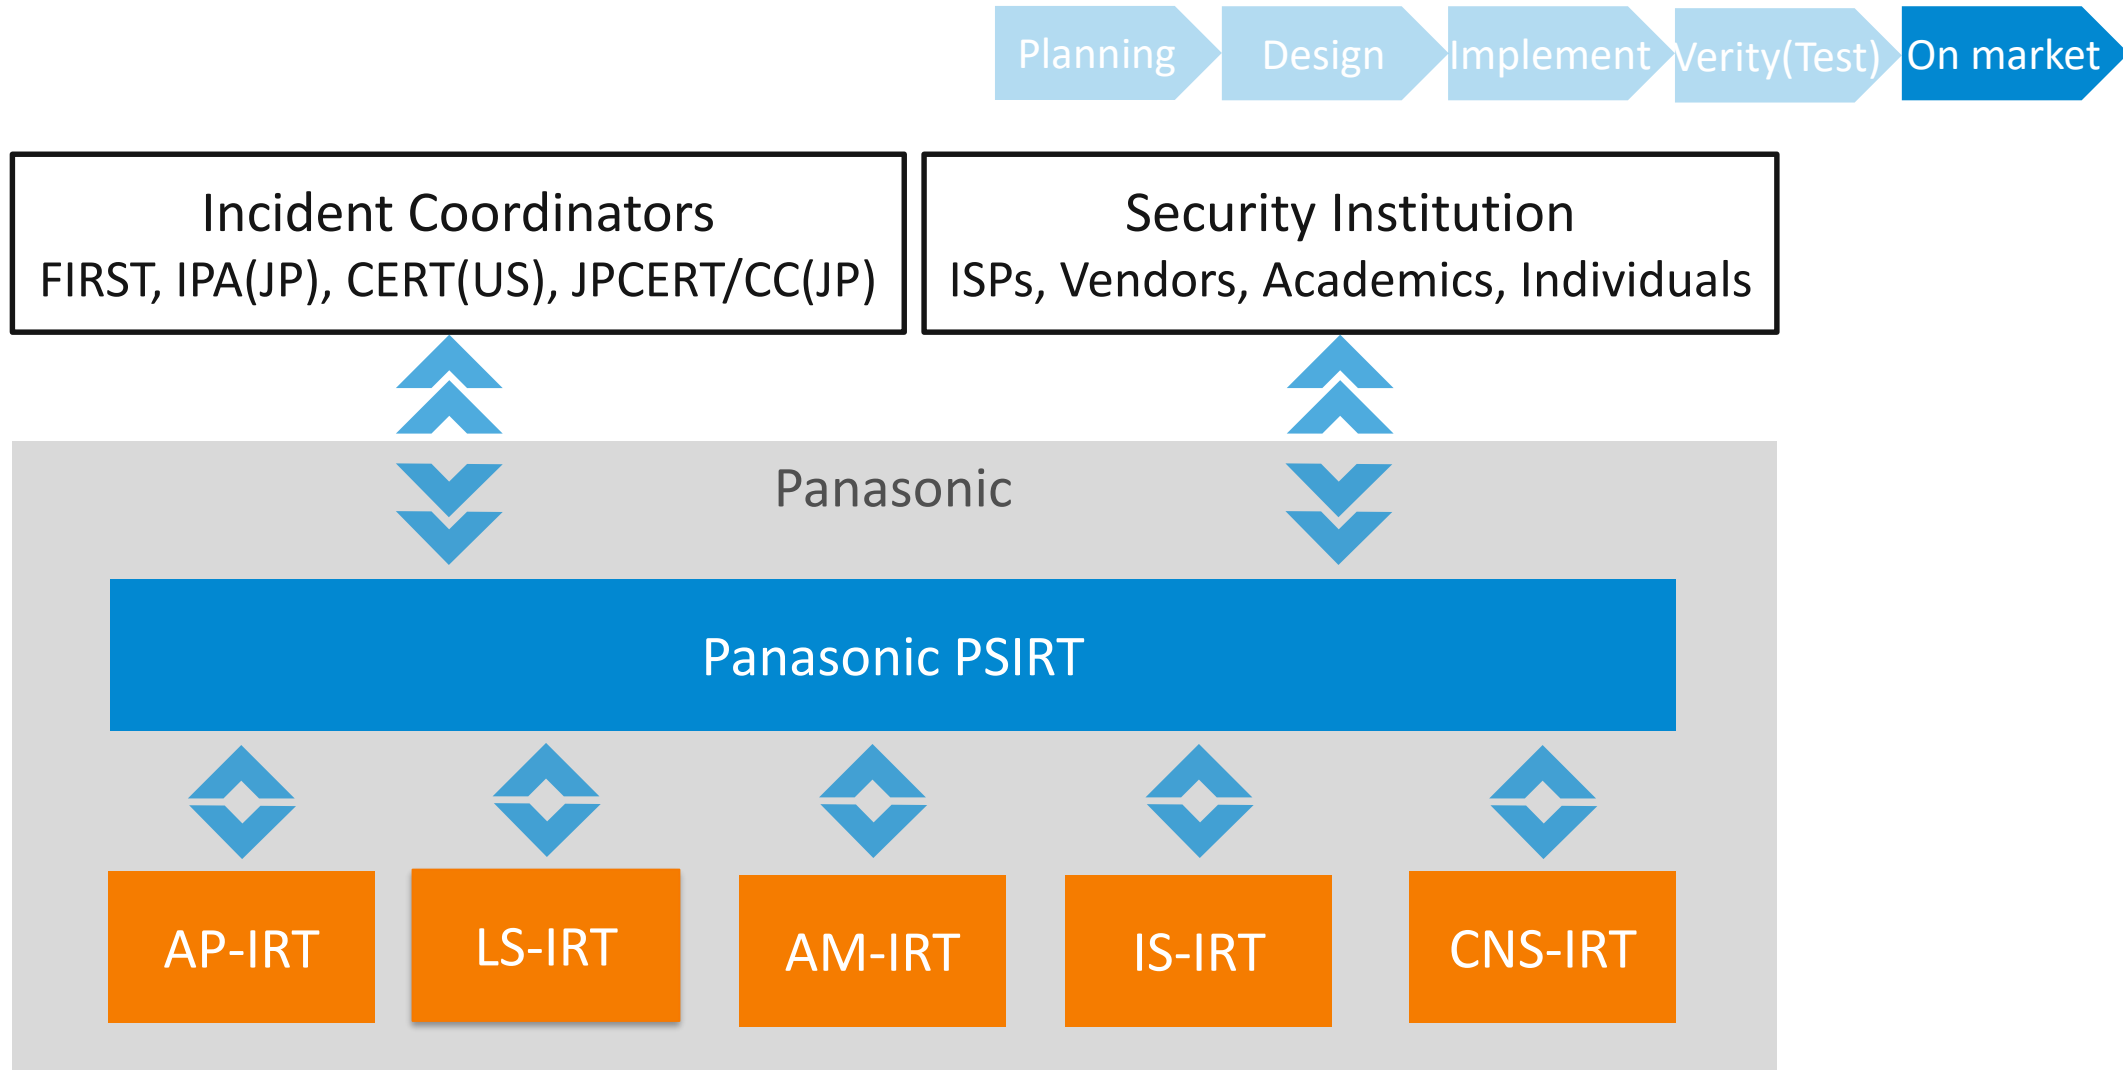 Planning
Design
Implement
Verity(Test)
On market
Incident Coordinators
FIRST, IPA(JP), CERT(US), JPCERT/CC(JP)
Security Institution
ISPs, Vendors, Academics, Individuals
Panasonic
Panasonic PSIRT
AP-IRT
LS-IRT
AM-IRT
IS-IRT
CNS-IRT